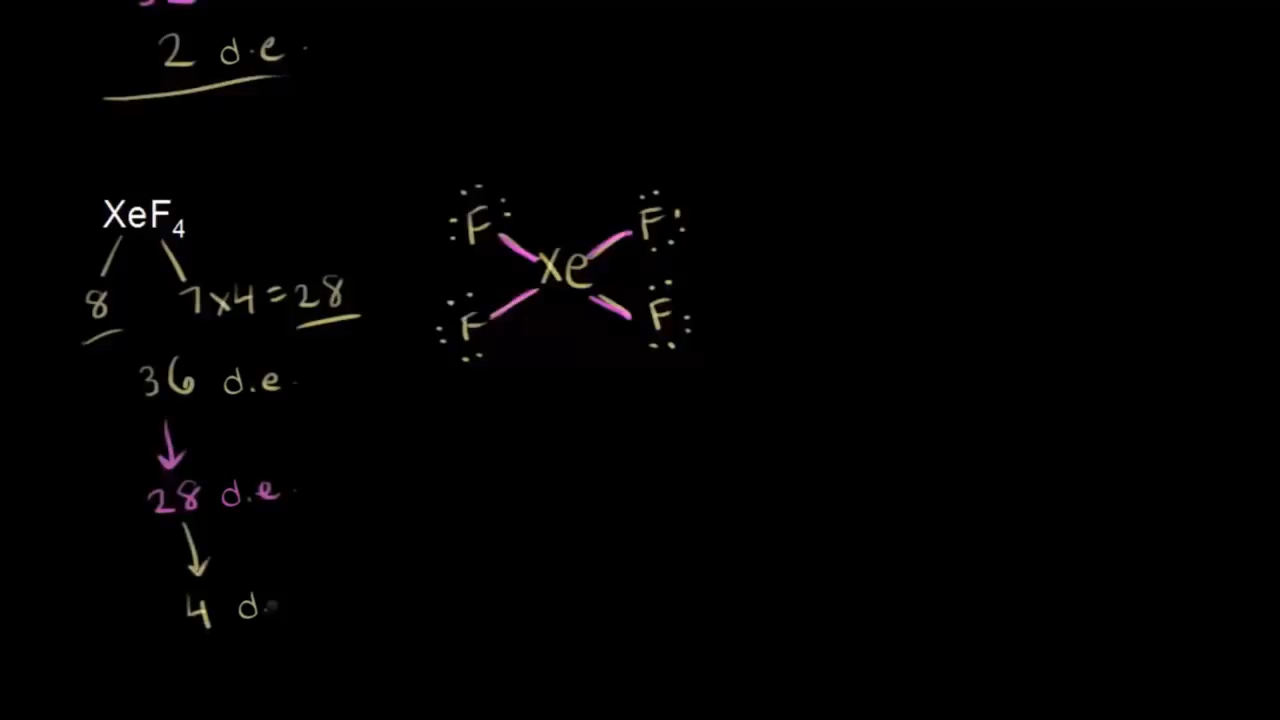 2 d.e.
XeF4
8 7x4=28
36 d.e.
28 d.e.
4 d.
F F
Xe
F F